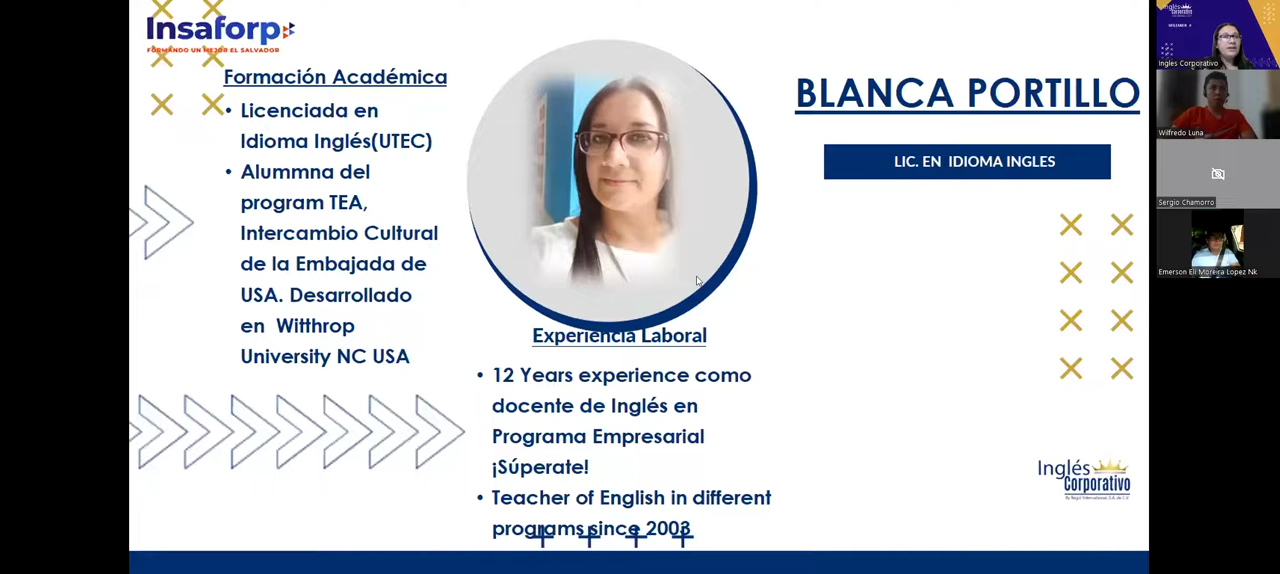 Insaforp
FORMANDO UN MEJOR EL SALVADOR
Formación Académica
• Licenciada en
Idioma Inglés(UTEC)
• Alummna del
program TEA,
Intercambio Cultural
de la Embajada de
USA. Desarrollado
en Witthrop
University NC USA
BLANCA PORTILLO
LIC. EN IDIOMA INGLES
Experiencia Laboral
• 12 Years experience como
docente de Inglés en
Programa Empresarial
¡Súperate!
• Teacher of English in different
programs since 2003
Inglés
Corporativo
Inglés
Corporativo
Ingles Corporativo
Wilfredo Luna
Sergio Chamorro
Emerson Eli Moreira Lopez Nk